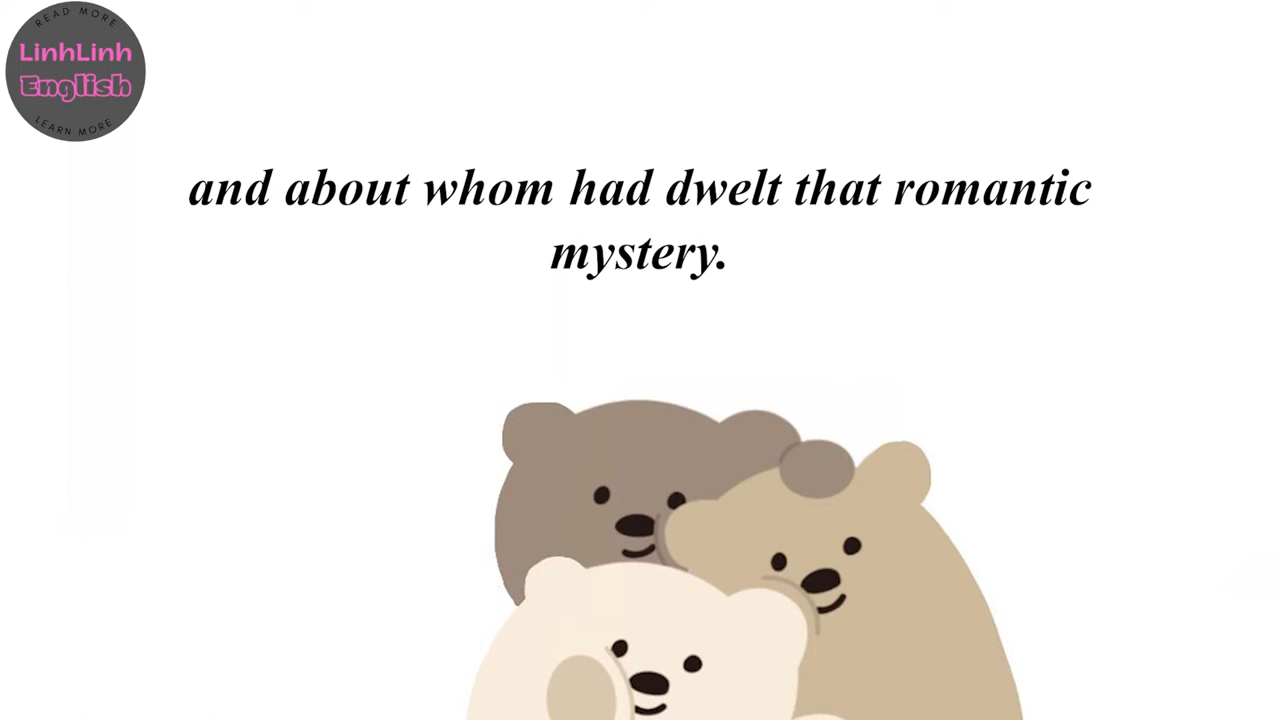 READ MORE
LinhLinh
English
LEARN MORE
and about whom had dwelt that romantic
mystery.